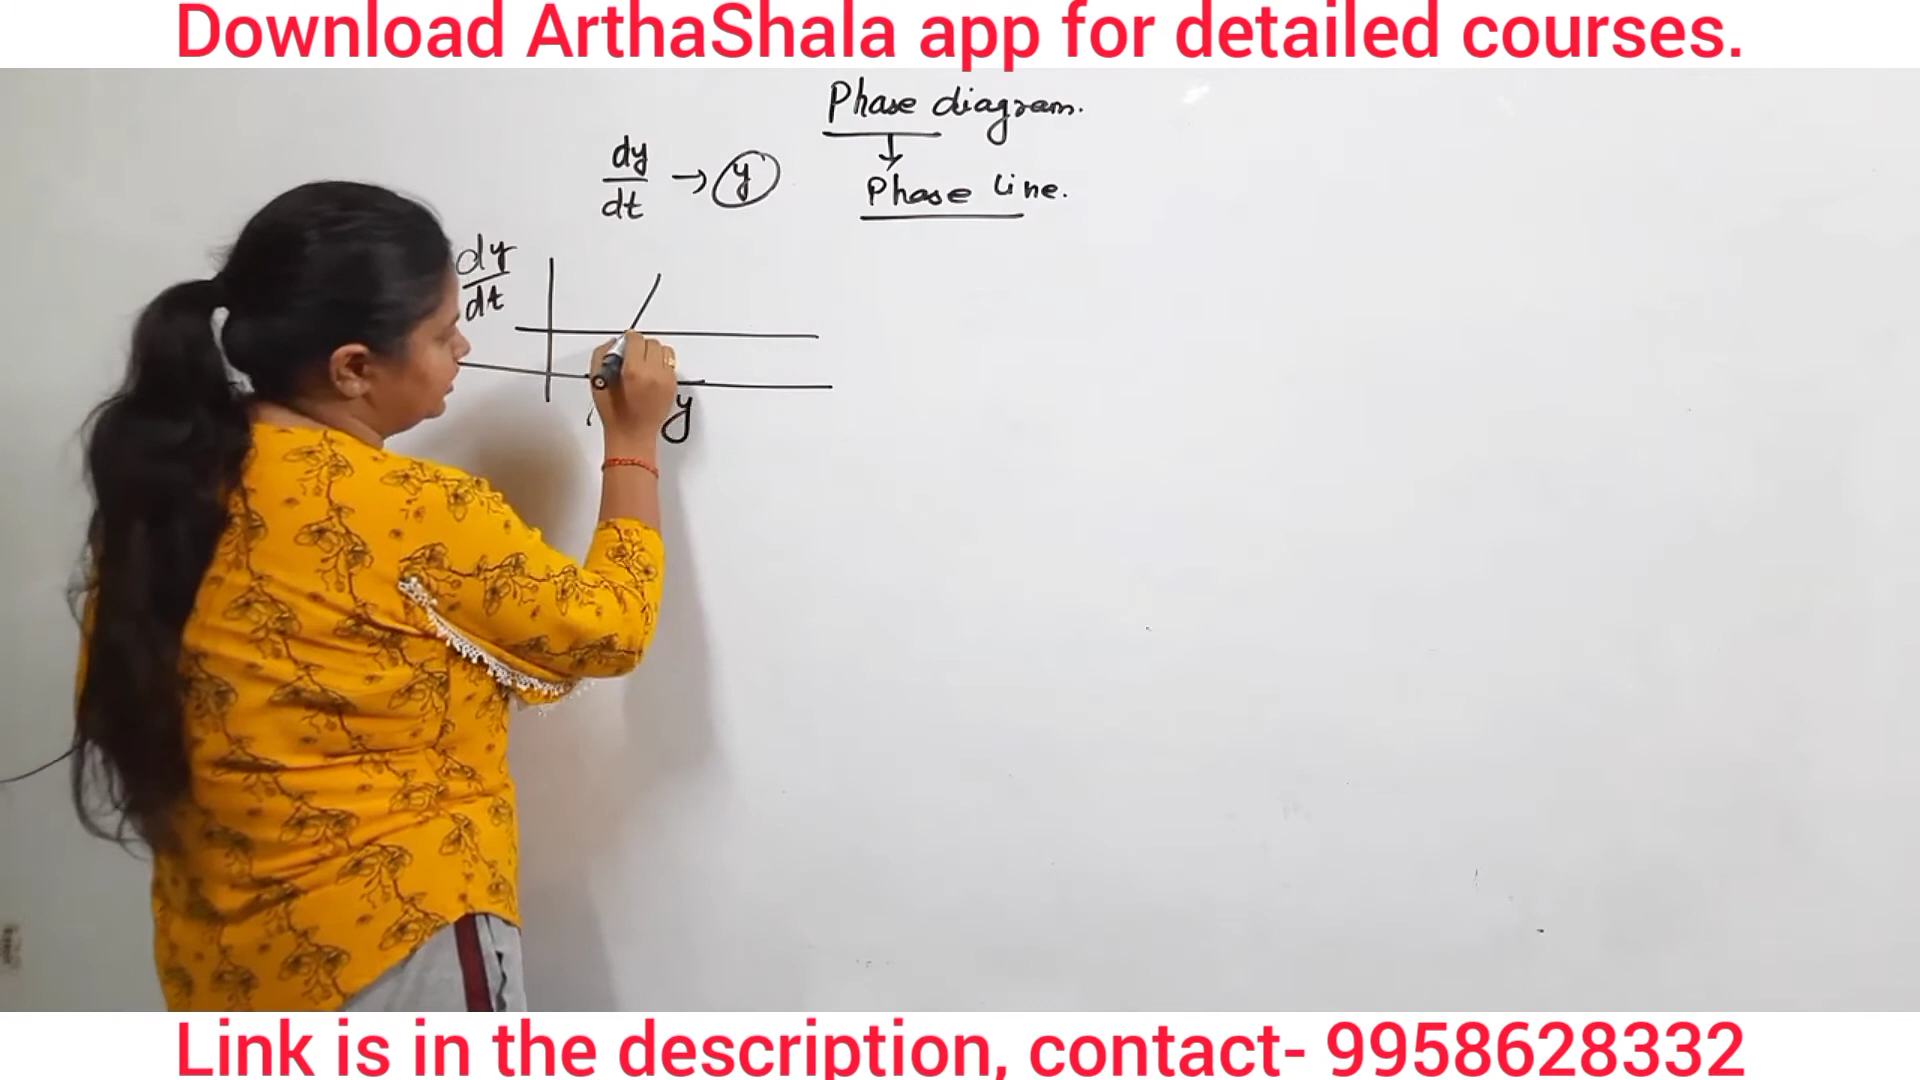 Download ArthaShala app for detailed courses.
Phase diagram.
dy
dt → y
Phase line.
dy
dt
y
Link is in the description, contact- 9958628332